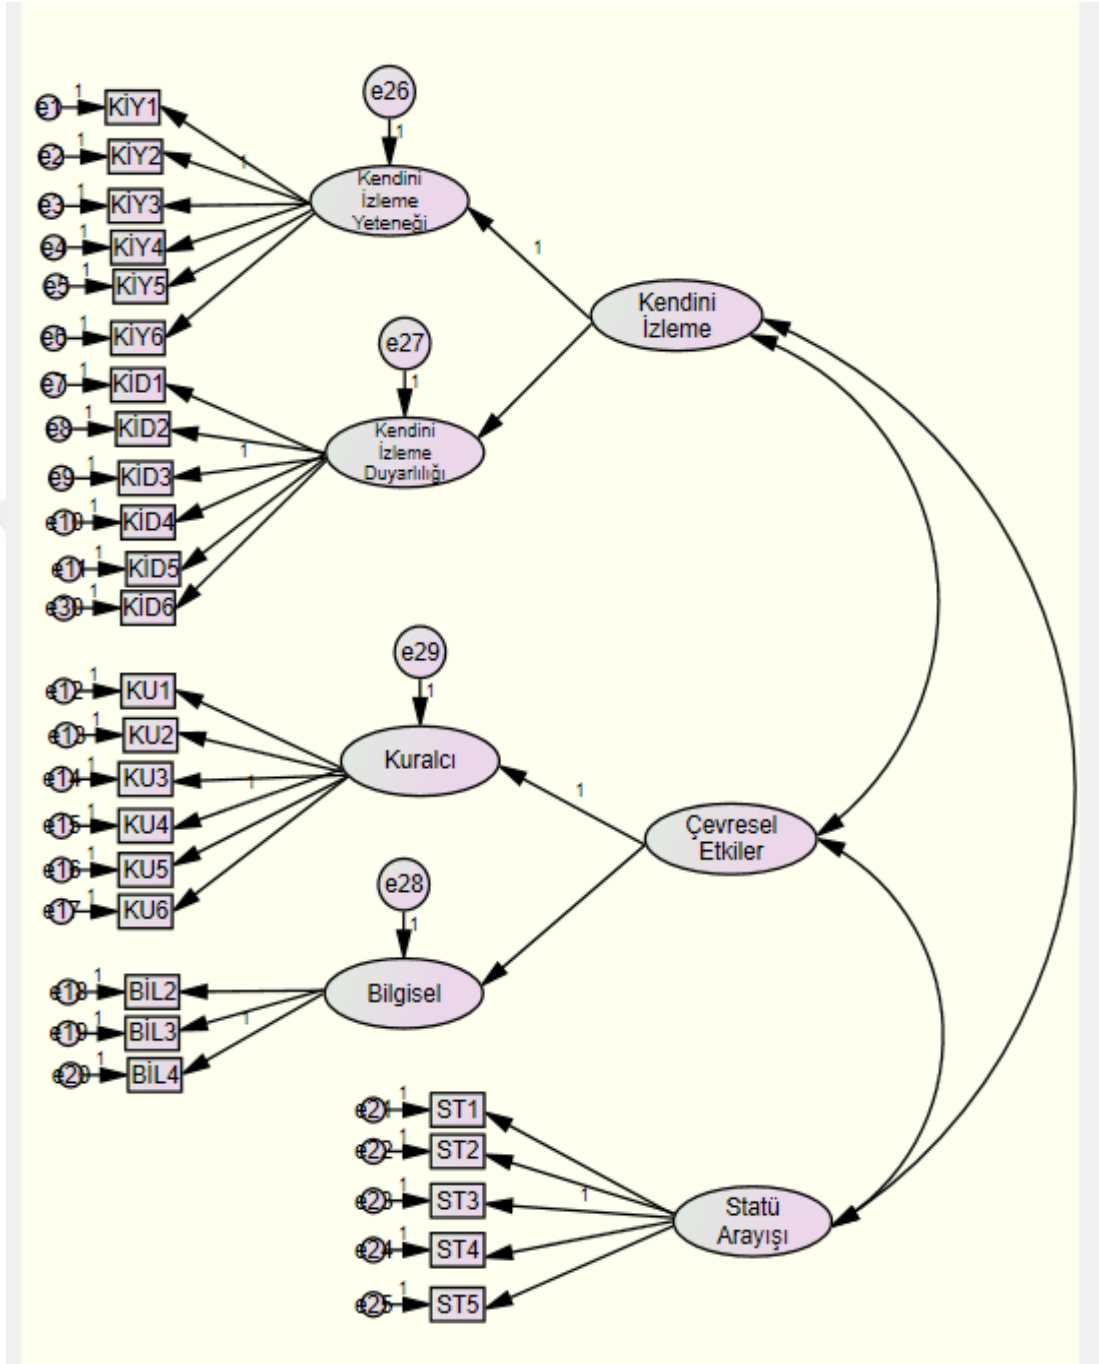 e26
1
e1
1
KİY1
e2
1
KİY2
1
e3
1
KİY3
e4
1
KİY4
e5
1
KİY5
e6
1
KİY6
Kendini
İzleme
Yeteneği
1
Kendini
İzleme
e27
1
e7
1
KİD1
e8
1
KİD2
1
e9
1
KİD3
e10
1
KİD4
e11
1
KİD5
e30
1
KİD6
Kendini
İzleme
Duyarlılığı
e29
1
e12
1
KU1
e13
1
KU2
e14
1
KU3
1
e15
1
KU4
e16
1
KU5
e17
1
KU6
Kuralcı
1
Çevresel
Etkiler
e28
1
e18
1
BİL2
e19
1
BİL3
1
e20
1
BİL4
Bilgisel
e21
1
ST1
e22
1
ST2
e23
1
ST3
1
e24
1
ST4
e25
1
ST5
Statü
Arayışı